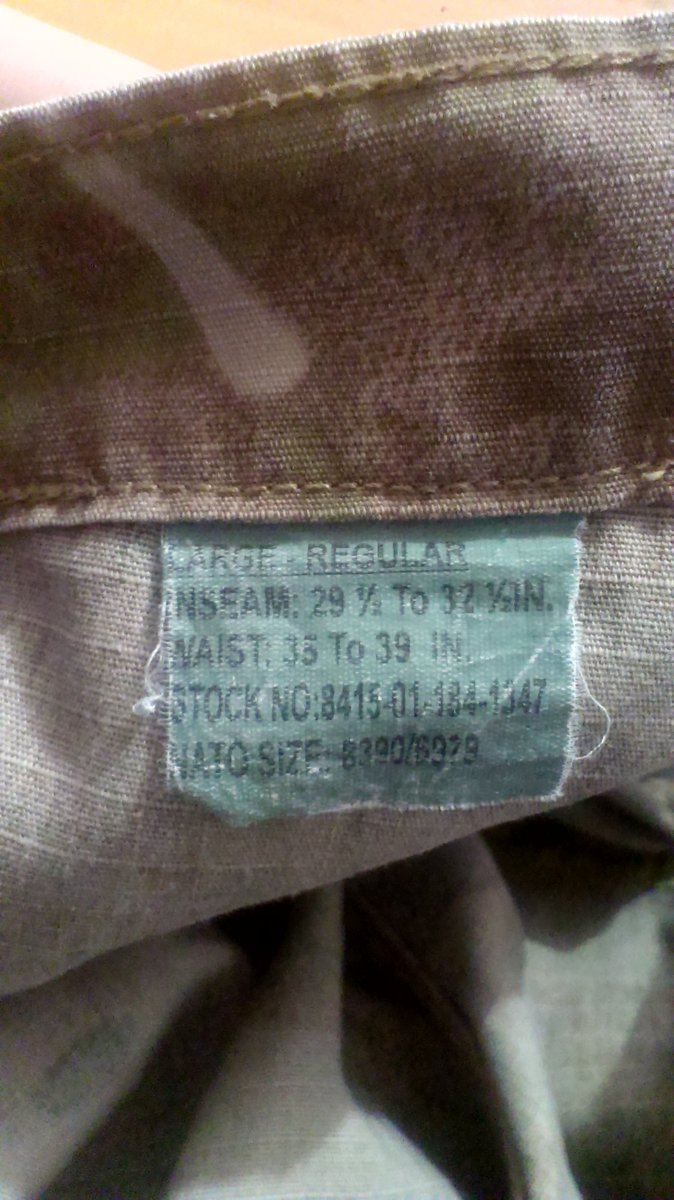 LARGE - REGULAR
INSEAM: 29 ½ To 32 ½IN.
WAIST: 35 To 39 IN.
STOCK NO:8415-01-184-1347
NATO SIZE: 8390/8999